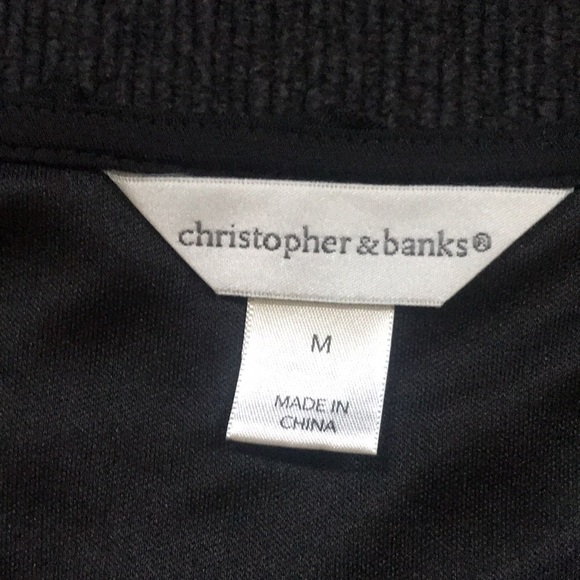 christopher & banks®
M
MADE IN
CHINA